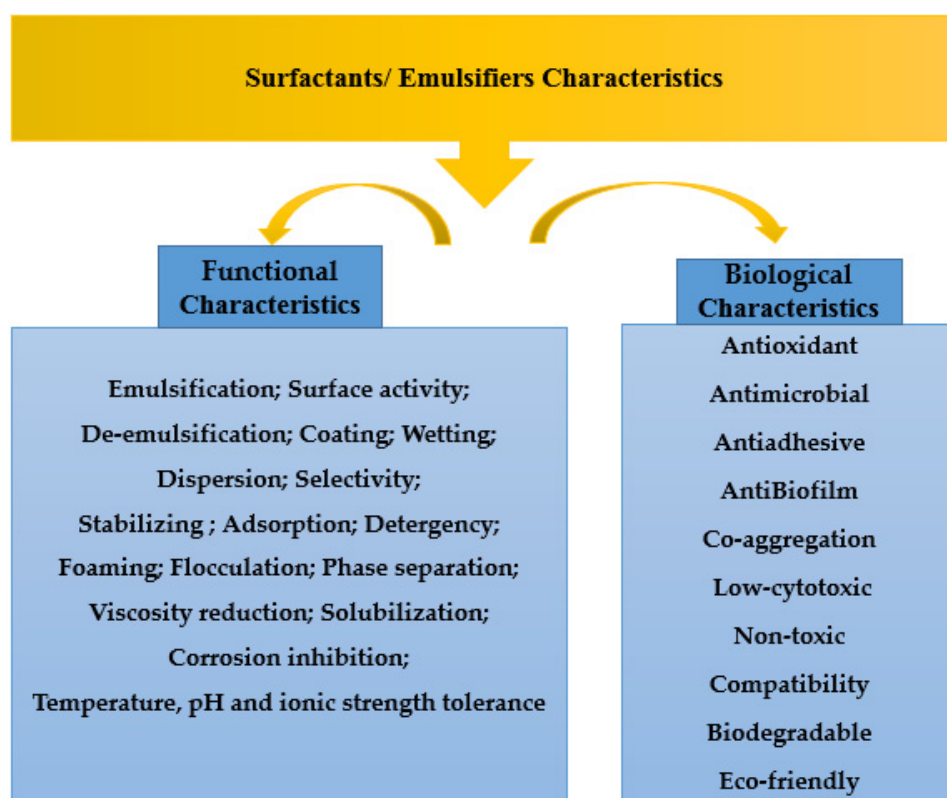 Surfactants/ Emulsifiers Characteristics
Functional
Characteristics
Emulsification; Surface activity;
De-emulsification; Coating; Wetting;
Dispersion; Selectivity;
Stabilizing ; Adsorption; Detergency;
Foaming; Flocculation; Phase separation;
Viscosity reduction; Solubilization;
Corrosion inhibition;
Temperature, pH and ionic strength tolerance
Biological
Characteristics
Antioxidant
Antimicrobial
Antiadhesive
AntiBiofilm
Co-aggregation
Low-cytotoxic
Non-toxic
Compatibility
Biodegradable
Eco-friendly